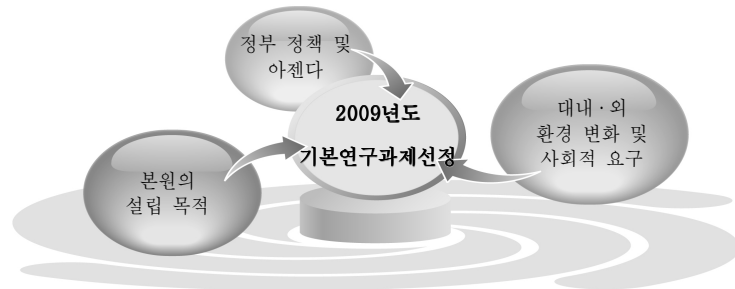 정부 정책 및
아젠다
2009년도
기본연구과제선정
대내·외
환경 변화 및
사회적 요구
본원의
설립 목적